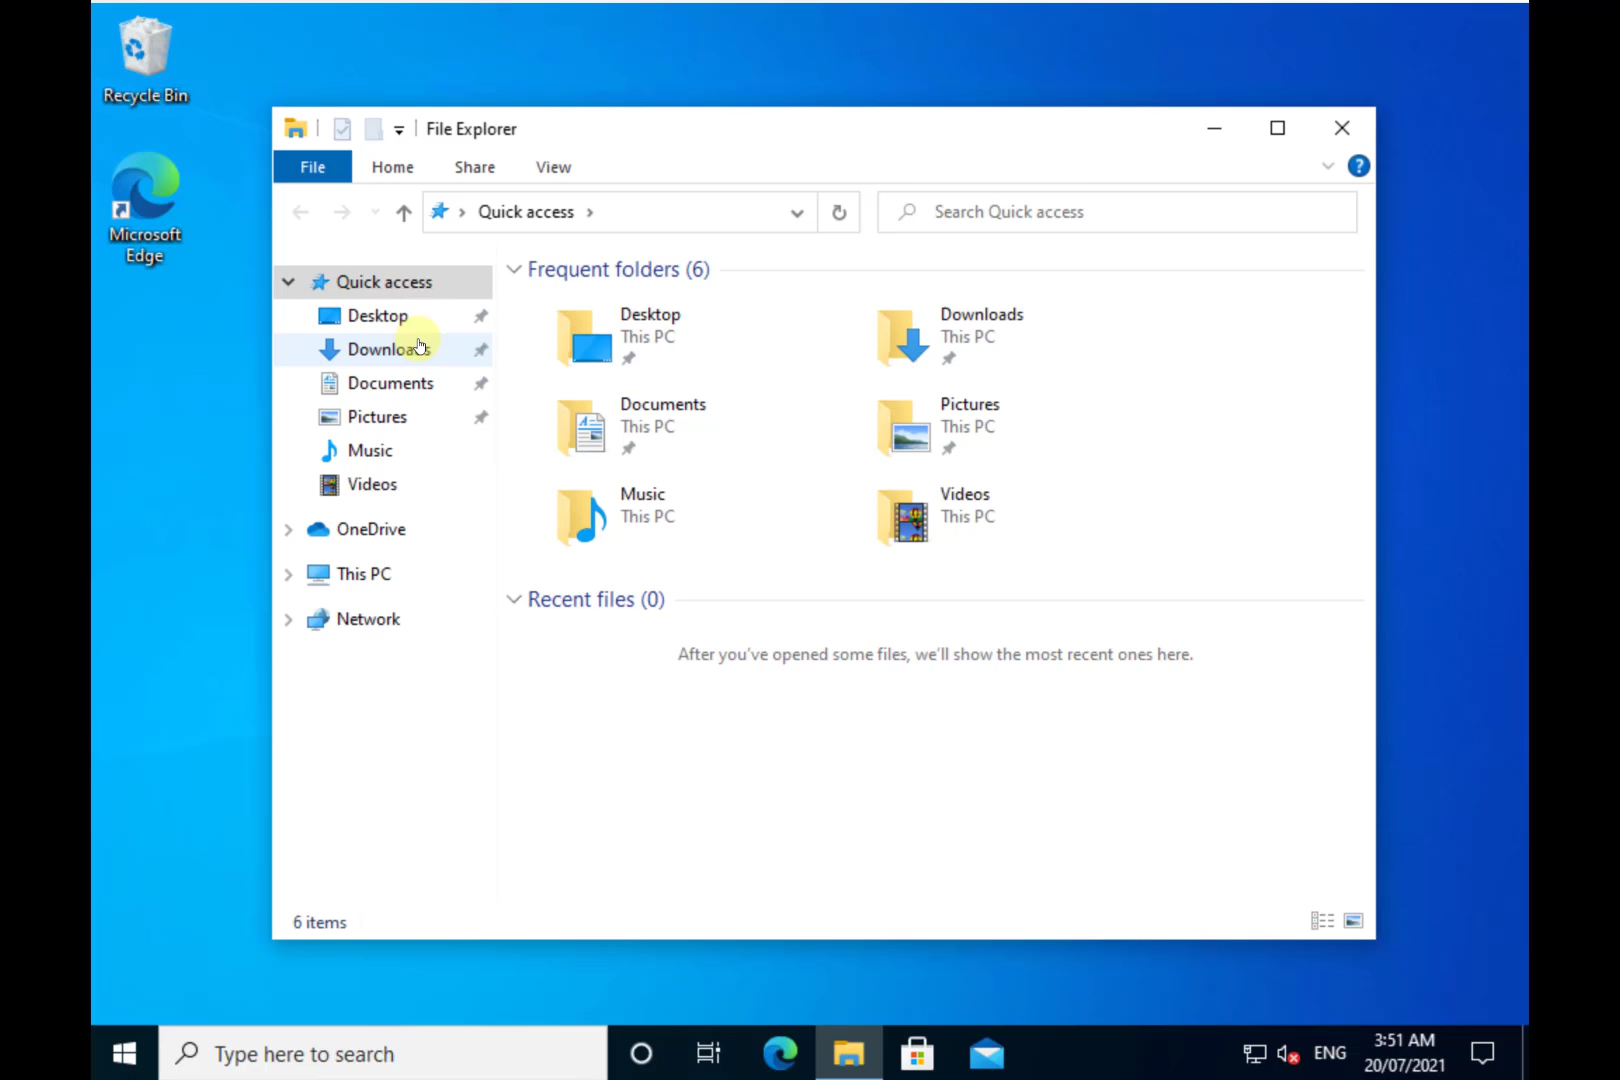 Recycle Bin
Microsoft
Edge
File Explorer
File
Home
Share
View
?
Quick access
Search Quick access
Quick access
Desktop
Downloads
Documents
Pictures
Music
Videos
OneDrive
This PC
Network
Frequent folders (6)
Desktop
This PC
Downloads
This PC
Documents
This PC
Pictures
This PC
Music
This PC
Videos
This PC
Recent files (0)
After you've opened some files, we'll show the most recent ones here.
6 items
Type here to search
ENG
3:51 AM
20/07/2021